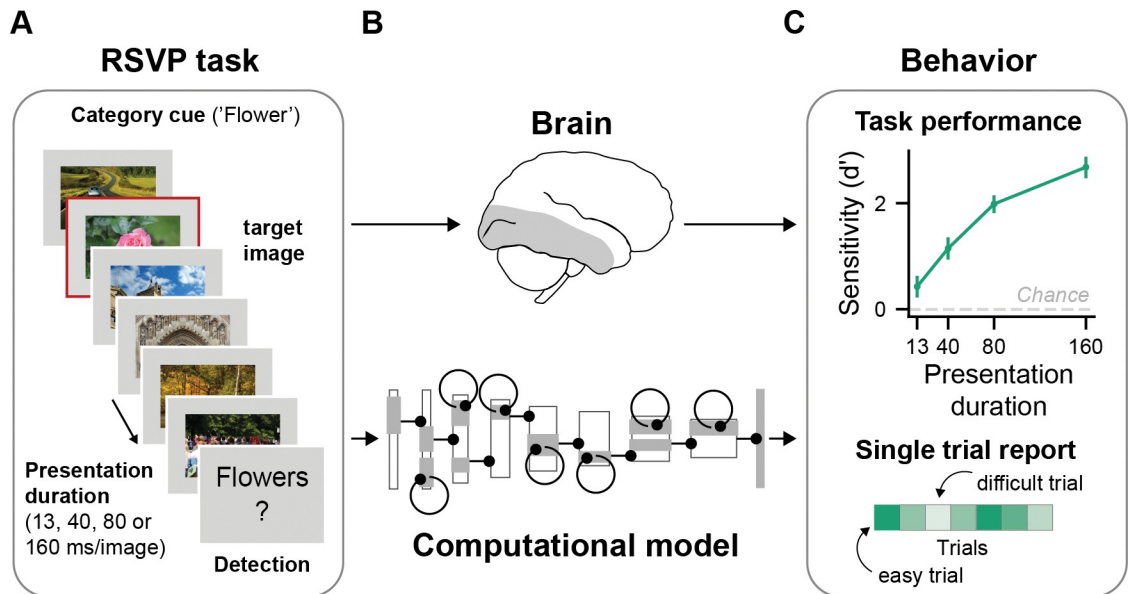 A
RSVP task
Category cue ('Flower')
target
image
Presentation
duration
(13, 40, 80 or
160 ms/image)
Flowers
?
Detection
B
Brain
Computational model
C
Behavior
Task performance
Sensitivity (d')
2
0
Chance
13 40 80 160
Presentation
duration
Single trial report
difficult trial
Trials
easy trial